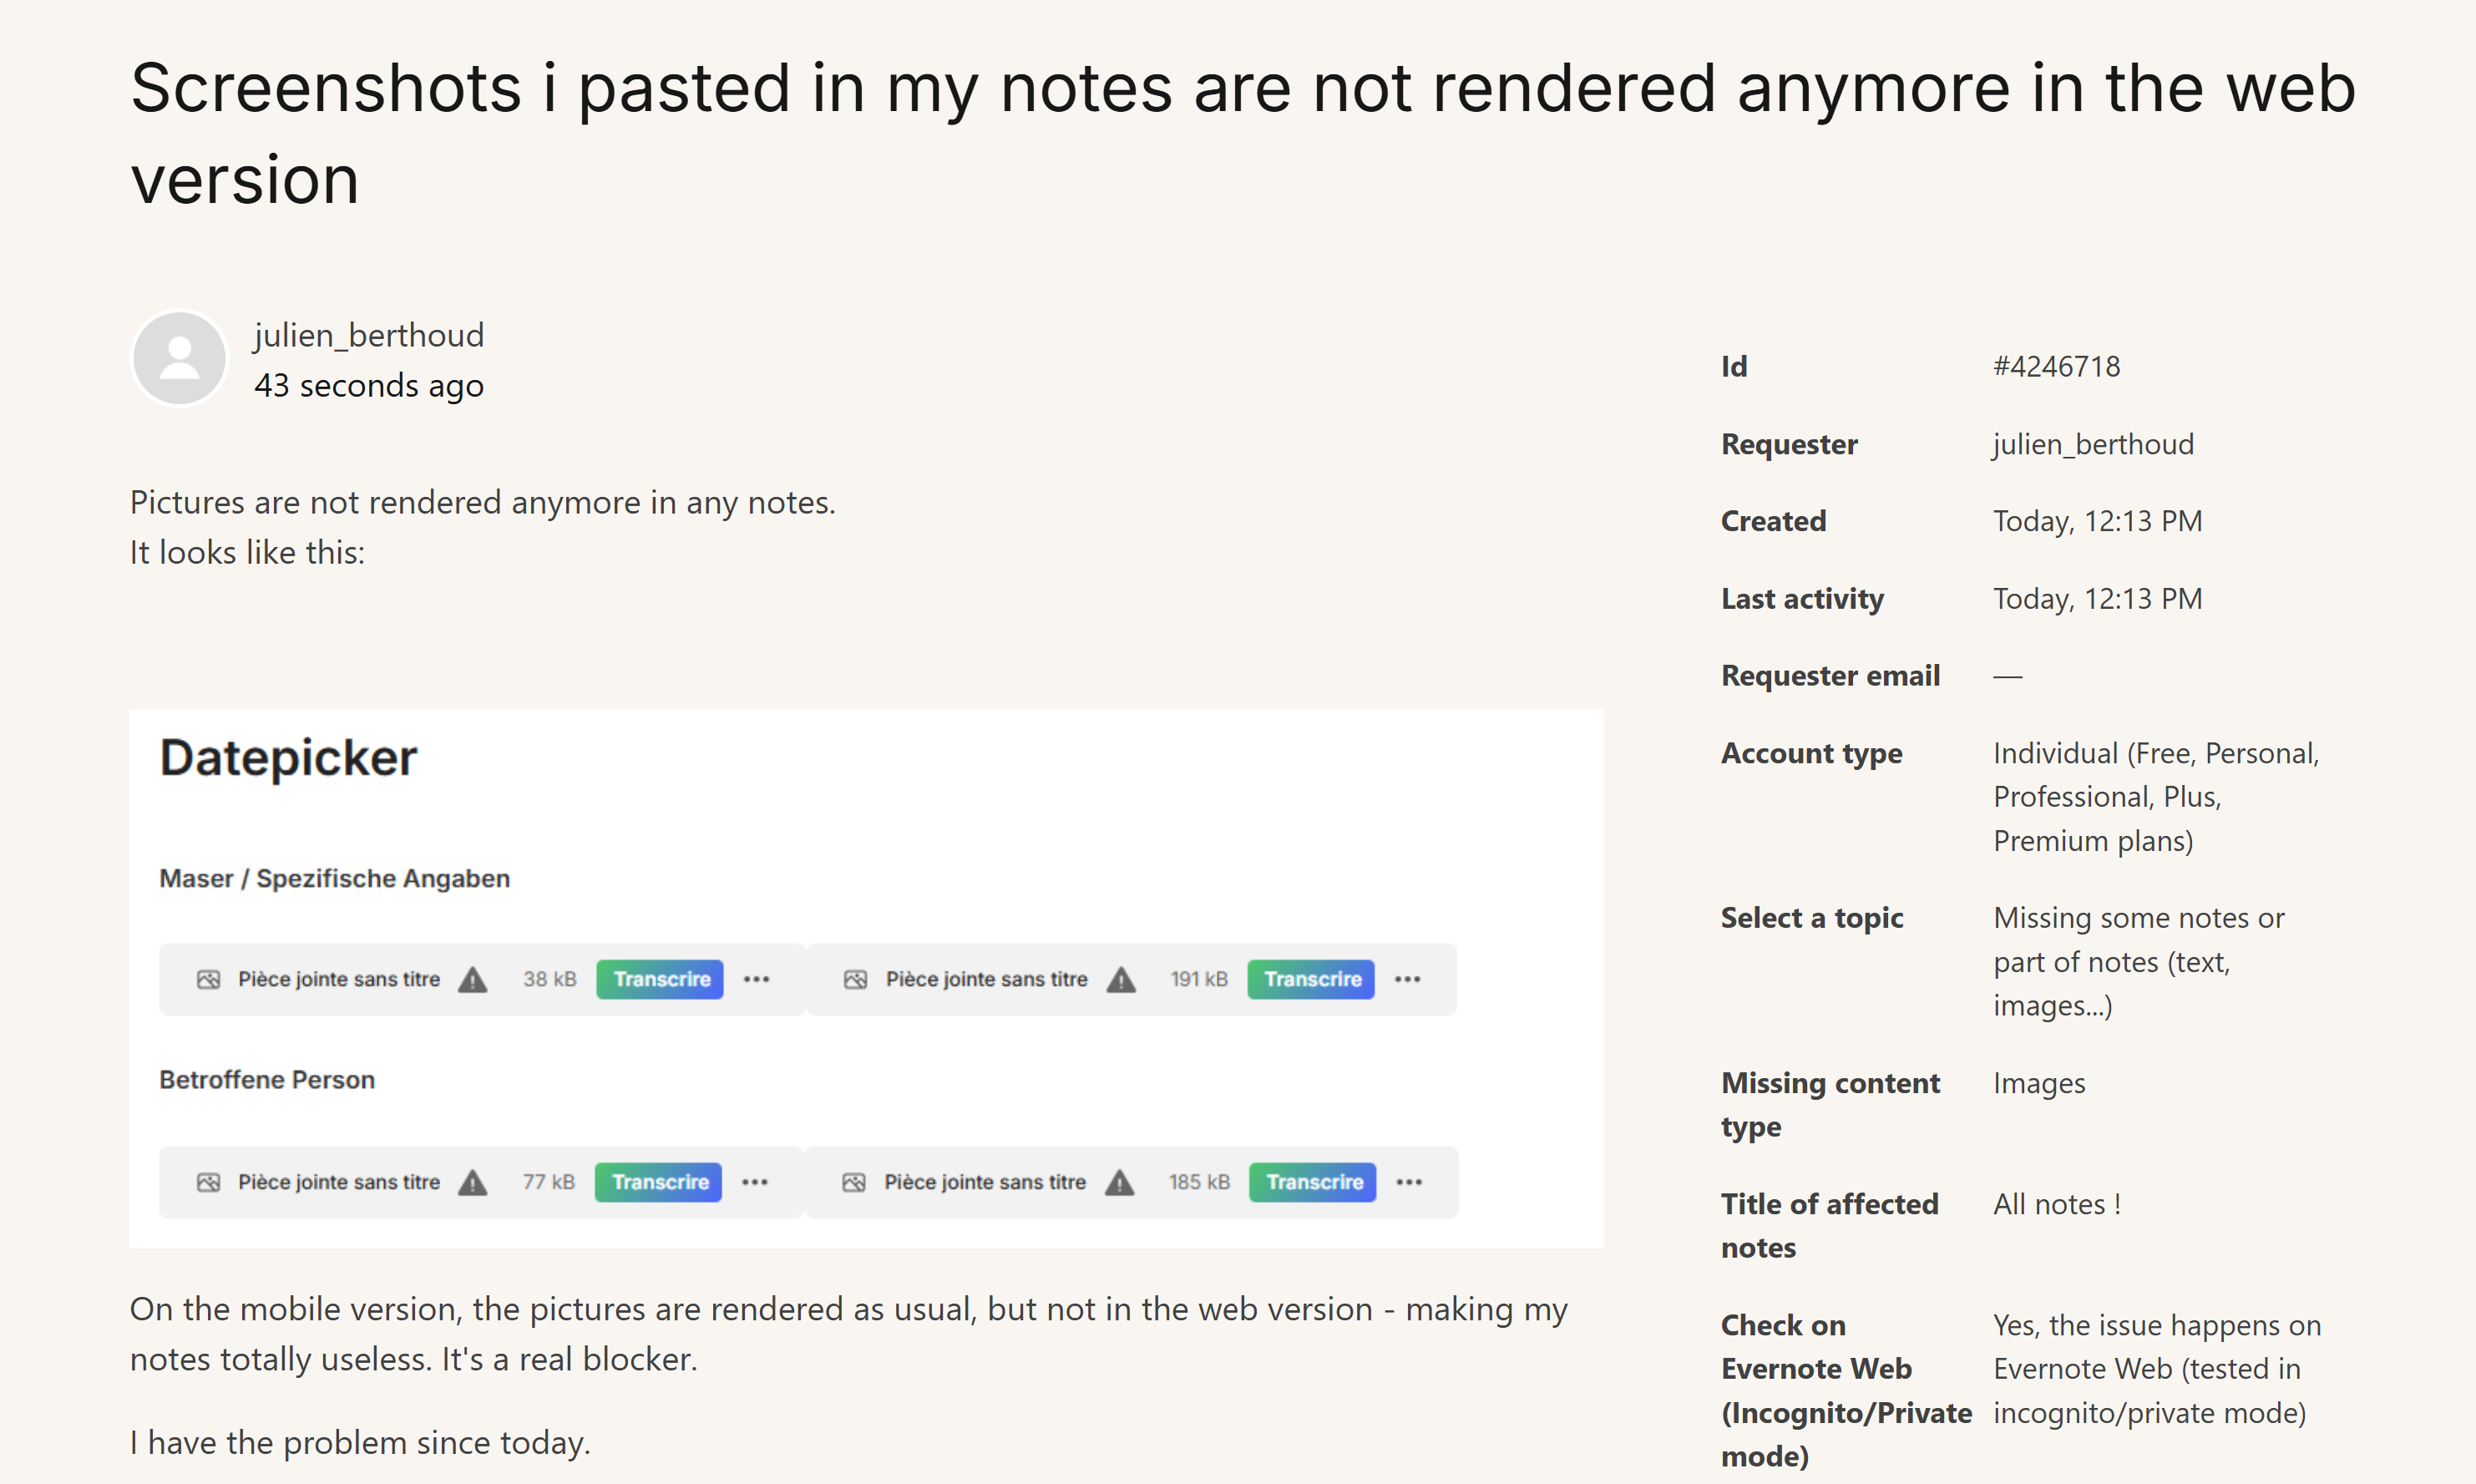 Screenshots i pasted in my notes are not rendered anymore in the web
version
julien_berthoud
43 seconds ago
Pictures are not rendered anymore in any notes.
It looks like this:
Datepicker
Maser / Spezifische Angaben
Pièce jointe sans titre 38 kB Transcrire ••• Pièce jointe sans titre 191 kB Transcrire •••
Betroffene Person
Pièce jointe sans titre 77 kB Transcrire ••• Pièce jointe sans titre 185 kB Transcrire •••
On the mobile version, the pictures are rendered as usual, but not in the web version - making my
notes totally useless. It's a real blocker.
I have the problem since today.
Id #4246718
Requester julien_berthoud
Created Today, 12:13 PM
Last activity Today, 12:13 PM
Requester email —
Account type Individual (Free, Personal,
Professional, Plus,
Premium plans)
Select a topic Missing some notes or
part of notes (text,
images...)
Missing content Images
type
Title of affected All notes !
notes
Check on Yes, the issue happens on
Evernote Web Evernote Web (tested in
(Incognito/Private incognito/private mode)
mode)